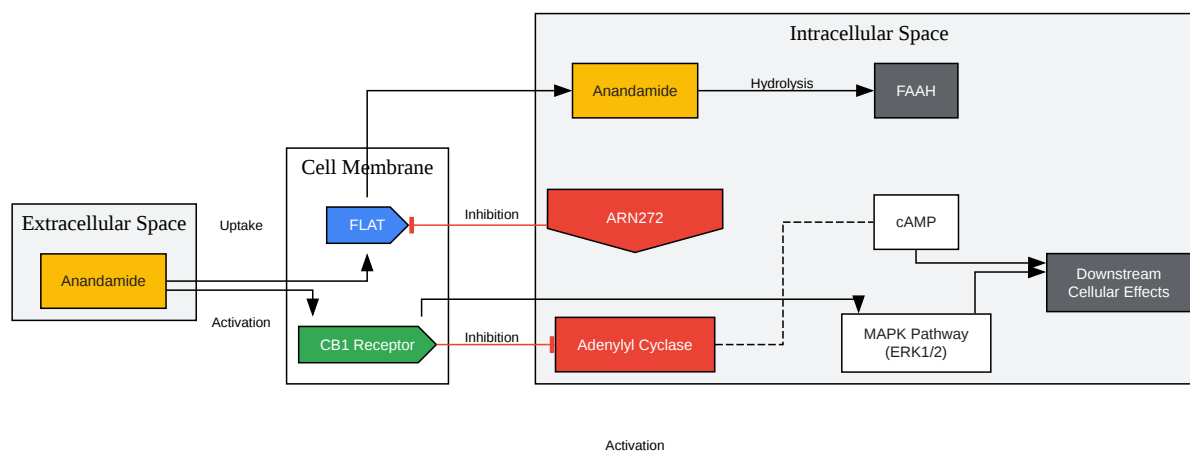 Intracellular Space
Anandamide
Hydrolysis
FAAH
Cell Membrane
Extracellular Space
Uptake
FLAT
Inhibition
ARN272
cAMP
Anandamide
Downstream
Cellular Effects
Activation
CB1 Receptor
Inhibition
Adenylyl Cyclase
MAPK Pathway
(ERK1/2)
Activation